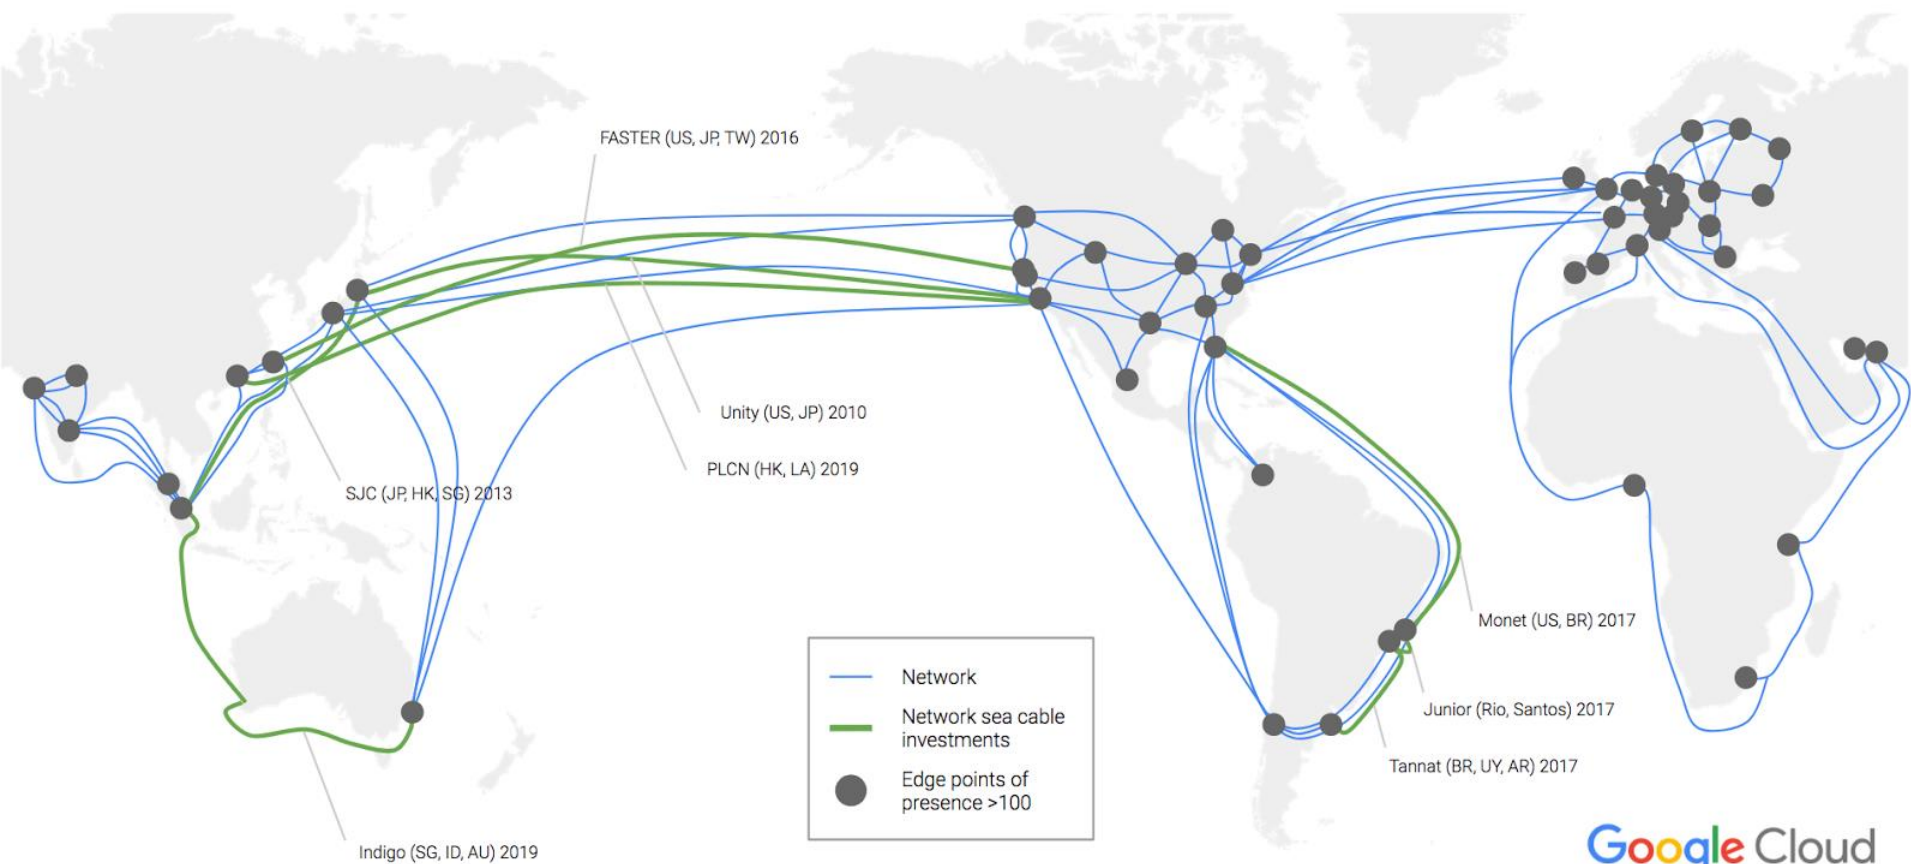 FASTER (US, JP, TW) 2016
Unity (US, JP) 2010
PLCN (HK, LA) 2019
SJC (JP, HK, SG) 2013
Monet (US, BR) 2017
Junior (Rio, Santos) 2017
Tannat (BR, UY, AR) 2017
Indigo (SG, ID, AU) 2019
Network
Network sea cable
investments
Edge points of
presence >100
Google Cloud